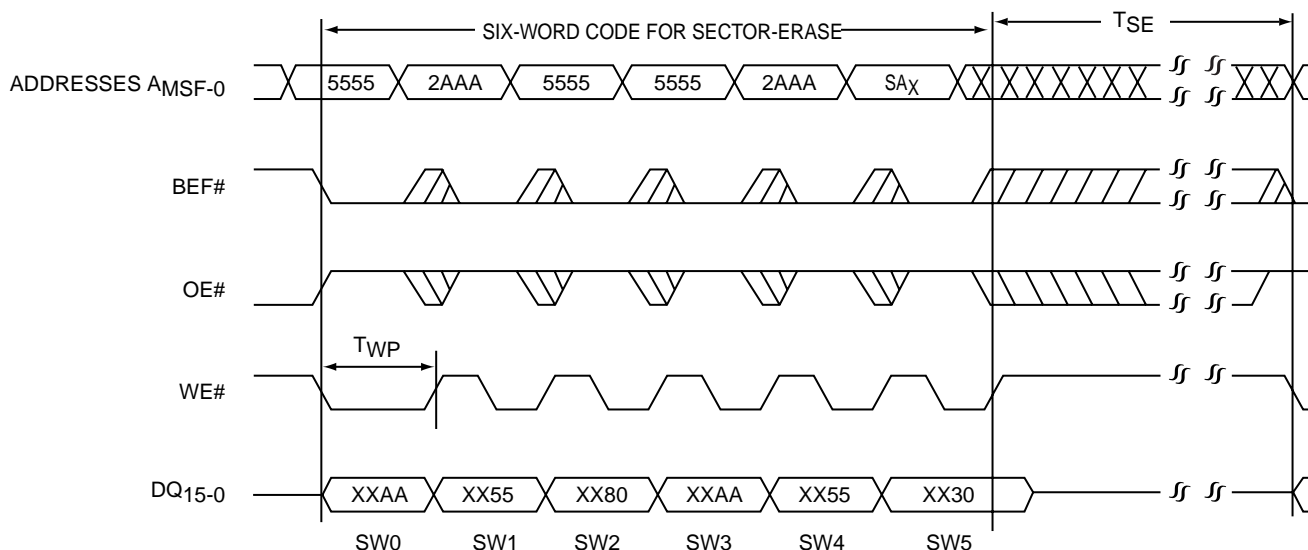 SIX-WORD CODE FOR SECTOR-ERASE
TSE
ADDRESSES AMSF-0
5555 2AAA 5555 5555 2AAA SAX
BEF#
OE#
TWP
WE#
DQ15-0
XXAA XX55 XX80 XXAA XX55 XX30
SW0 SW1 SW2 SW3 SW4 SW5